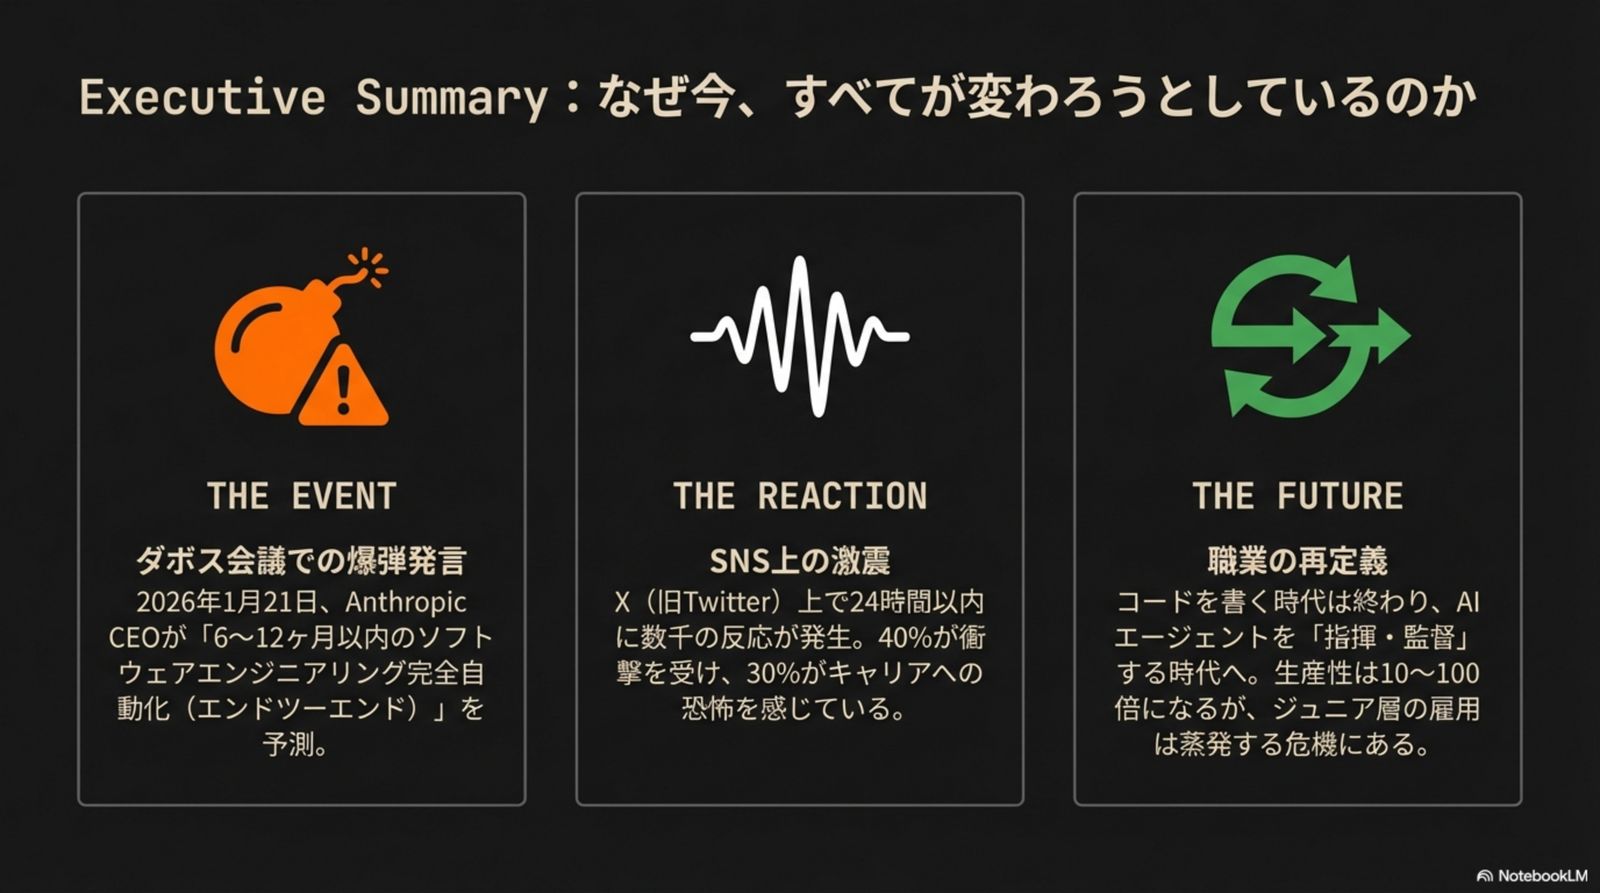 Executive Summary：なぜ今、すべてが変わろうとしているのか
THE EVENT
ダボス会議での爆弾発言
2026年1月21日、Anthropic
CEOが「6〜12ヶ月以内のソフト
ウェアエンジニアリング完全自
動化（エンドツーエンド）」を
予測。
THE REACTION
SNS上の激震
X（旧Twitter）上で24時間以内
に数千の反応が発生。40%が衝
撃を受け、30%がキャリアへの
恐怖を感じている。
THE FUTURE
職業の再定義
コードを書く時代は終わり、AI
エージェントを「指揮・監督」
する時代へ。生産性は10〜100
倍になるが、ジュニア層の雇用
は蒸発する危機にある。
NotebookLM